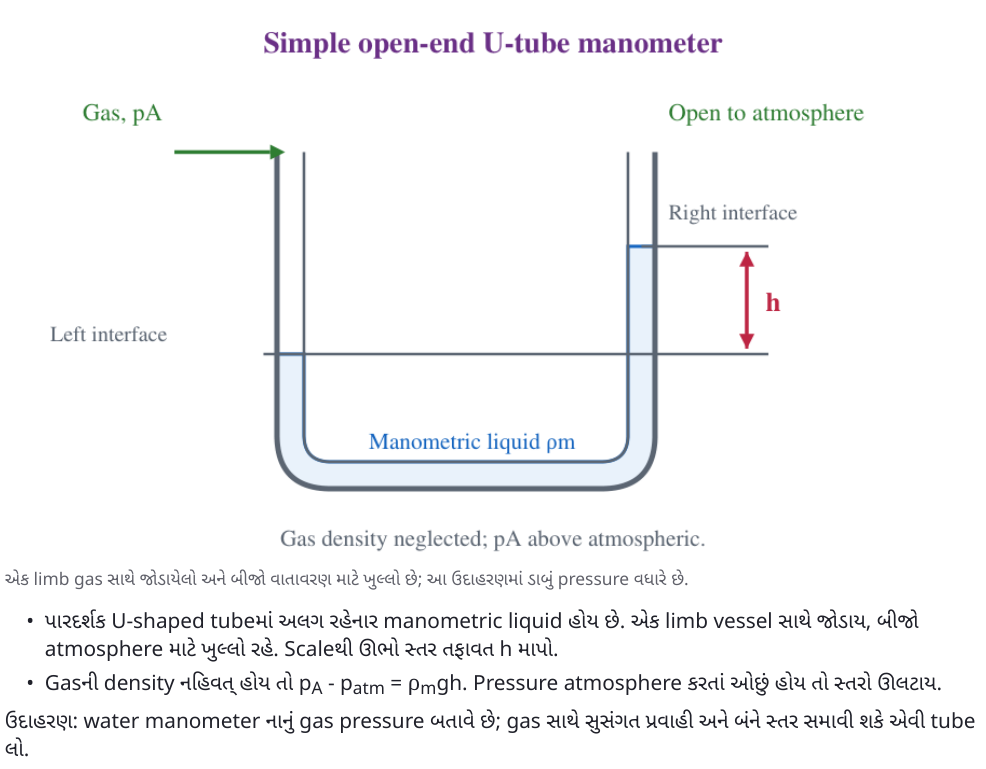 Simple open-end U-tube manometer
Gas, pA
Open to atmosphere
Right interface
h
Left interface
Manometric liquid ρm
Gas density neglected; pA above atmospheric.
એક limb gas સાથે જોડાયેલો અને બીજો વાતાવરણ માટે ખુલ્લો છે; આ ઉદાહરણમાં ડાબું pressure વધારે છે.
• પારદર્શક U-shaped tubeમાં અલગ રહેનાર manometric liquid હોય છે. એક limb vessel સાથે જોડાય, બીજો
atmosphere માટે ખુલ્લો રહે. Scaleથી ઊભો સ્તર તફાવત h માપો.
• Gasની density નહિવત્ હોય તો pA - patm = ρmgh. Pressure atmosphere કરતાં ઓછું હોય તો સ્તરો ઊલટાય.
ઉદાહરણ: water manometer નાનું gas pressure બતાવે છે; gas સાથે સુસંગત પ્રવાહી અને બંને સ્તર સમાવી શકે એવી tube
લો.